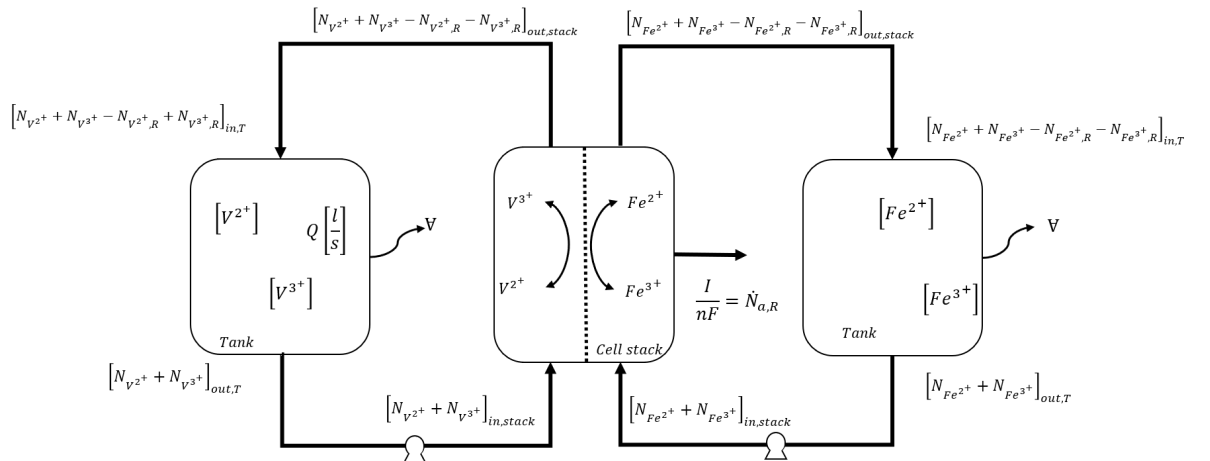 [N_{V^{2+}} + N_{V^{3+}} − N_{V^{2+},R} − N_{V^{3+},R}]_{out,stack}
[N_{Fe^{2+}} + N_{Fe^{3+}} − N_{Fe^{2+},R} − N_{Fe^{3+},R}]_{out,stack}
[N_{V^{2+}} + N_{V^{3+}} − N_{V^{2+},R} + N_{V^{3+},R}]_{in,T}
[N_{Fe^{2+}} + N_{Fe^{3+}} − N_{Fe^{2+},R} − N_{Fe^{3+},R}]_{in,T}
[V^{2+}]
Q [l/s]
∀
[V^{3+}]
Tank
V^{3+}
Fe^{2+}
V^{2+}
Fe^{3+}
Cell stack
I/nF = Ṅ_{a,R}
[Fe^{2+}]
∀
[Fe^{3+}]
Tank
[N_{V^{2+}} + N_{V^{3+}}]_{out,T}
[N_{V^{2+}} + N_{V^{3+}}]_{in,stack}
[N_{Fe^{2+}} + N_{Fe^{3+}}]_{in,stack}
[N_{Fe^{2+}} + N_{Fe^{3+}}]_{out,T}